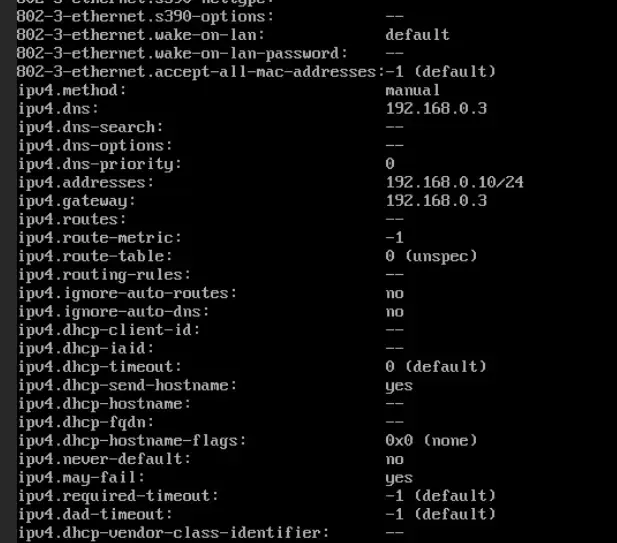 802-3-ethernet.s390-nettype:
802-3-ethernet.s390-options: --
802-3-ethernet.wake-on-lan: default
802-3-ethernet.wake-on-lan-password: --
802-3-ethernet.accept-all-mac-addresses:-1 (default)
ipv4.method: manual
ipv4.dns: 192.168.0.3
ipv4.dns-search: --
ipv4.dns-options: --
ipv4.dns-priority: 0
ipv4.addresses: 192.168.0.10/24
ipv4.gateway: 192.168.0.3
ipv4.routes: --
ipv4.route-metric: -1
ipv4.route-table: 0 (unspec)
ipv4.routing-rules: --
ipv4.ignore-auto-routes: no
ipv4.ignore-auto-dns: no
ipv4.dhcp-client-id: --
ipv4.dhcp-iaid: --
ipv4.dhcp-timeout: 0 (default)
ipv4.dhcp-send-hostname: yes
ipv4.dhcp-hostname: --
ipv4.dhcp-fqdn: --
ipv4.dhcp-hostname-flags: 0x0 (none)
ipv4.never-default: no
ipv4.may-fail: yes
ipv4.required-timeout: -1 (default)
ipv4.dad-timeout: -1 (default)
ipv4.dhcp-vendor-class-identifier: --